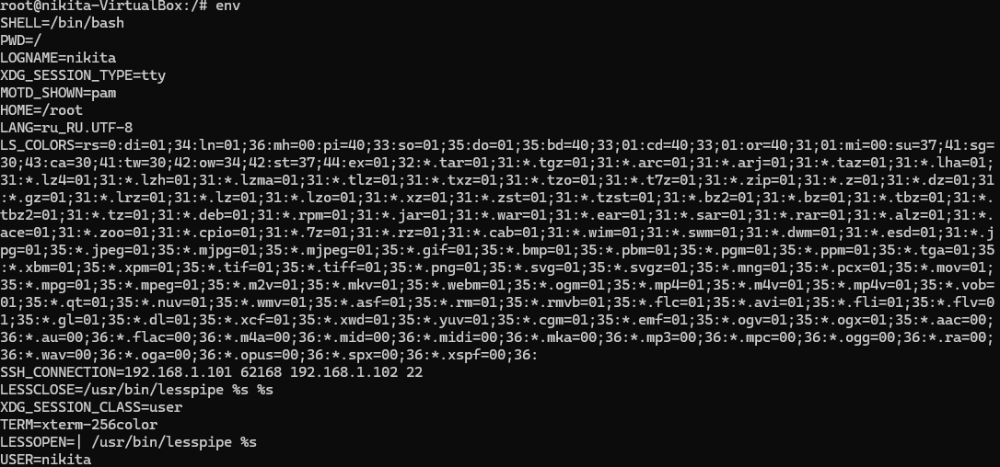 root@nikita-VirtualBox:/# env
SHELL=/bin/bash
PWD=/
LOGNAME=nikita
XDG_SESSION_TYPE=tty
MOTD_SHOWN=pam
HOME=/root
LANG=ru_RU.UTF-8
LS_COLORS=rs=0:di=01;34:ln=01;36:mh=00:pi=40;33:so=01;35:do=01;35:bd=40;33;01:cd=40;33;01:or=40;31;01:mi=00:su=37;41:sg=
30;43:ca=30;41:tw=30;42:ow=34;42:st=37;44:ex=01;32:*.tar=01;31:*.tgz=01;31:*.arc=01;31:*.arj=01;31:*.taz=01;31:*.lha=01;
31:*.lz4=01;31:*.lzh=01;31:*.lzma=01;31:*.tlz=01;31:*.txz=01;31:*.tzo=01;31:*.t7z=01;31:*.zip=01;31:*.z=01;31:*.dz=01;31
:*.gz=01;31:*.lrz=01;31:*.lz=01;31:*.lzo=01;31:*.xz=01;31:*.zst=01;31:*.tzst=01;31:*.bz2=01;31:*.bz=01;31:*.tbz=01;31:*.
tbz2=01;31:*.tz=01;31:*.deb=01;31:*.rpm=01;31:*.jar=01;31:*.war=01;31:*.ear=01;31:*.sar=01;31:*.rar=01;31:*.alz=01;31:*.
ace=01;31:*.zoo=01;31:*.cpio=01;31:*.7z=01;31:*.rz=01;31:*.cab=01;31:*.wim=01;31:*.swm=01;31:*.dwm=01;31:*.esd=01;31:*.j
pg=01;35:*.jpeg=01;35:*.mjpg=01;35:*.mjpeg=01;35:*.gif=01;35:*.bmp=01;35:*.pbm=01;35:*.pgm=01;35:*.ppm=01;35:*.tga=01;35
:*.xbm=01;35:*.xpm=01;35:*.tif=01;35:*.tiff=01;35:*.png=01;35:*.svg=01;35:*.svgz=01;35:*.mng=01;35:*.pcx=01;35:*.mov=01;
35:*.mpg=01;35:*.mpeg=01;35:*.m2v=01;35:*.mkv=01;35:*.webm=01;35:*.ogm=01;35:*.mp4=01;35:*.m4v=01;35:*.mp4v=01;35:*.vob=
01;35:*.qt=01;35:*.nuv=01;35:*.wmv=01;35:*.asf=01;35:*.rm=01;35:*.rmvb=01;35:*.flc=01;35:*.avi=01;35:*.fli=01;35:*.flv=0
1;35:*.gl=01;35:*.dl=01;35:*.xcf=01;35:*.xwd=01;35:*.yuv=01;35:*.cgm=01;35:*.emf=01;35:*.ogv=01;35:*.ogx=01;35:*.aac=00;
36:*.au=00;36:*.flac=00;36:*.m4a=00;36:*.mid=00;36:*.midi=00;36:*.mka=00;36:*.mp3=00;36:*.mpc=00;36:*.ogg=00;36:*.ra=00;
36:*.wav=00;36:*.oga=00;36:*.opus=00;36:*.spx=00;36:*.xspf=00;36:
SSH_CONNECTION=192.168.1.101 62168 192.168.1.102 22
LESSCLOSE=/usr/bin/lesspipe %s %s
XDG_SESSION_CLASS=user
TERM=xterm-256color
LESSOPEN=| /usr/bin/lesspipe %s
USER=nikita